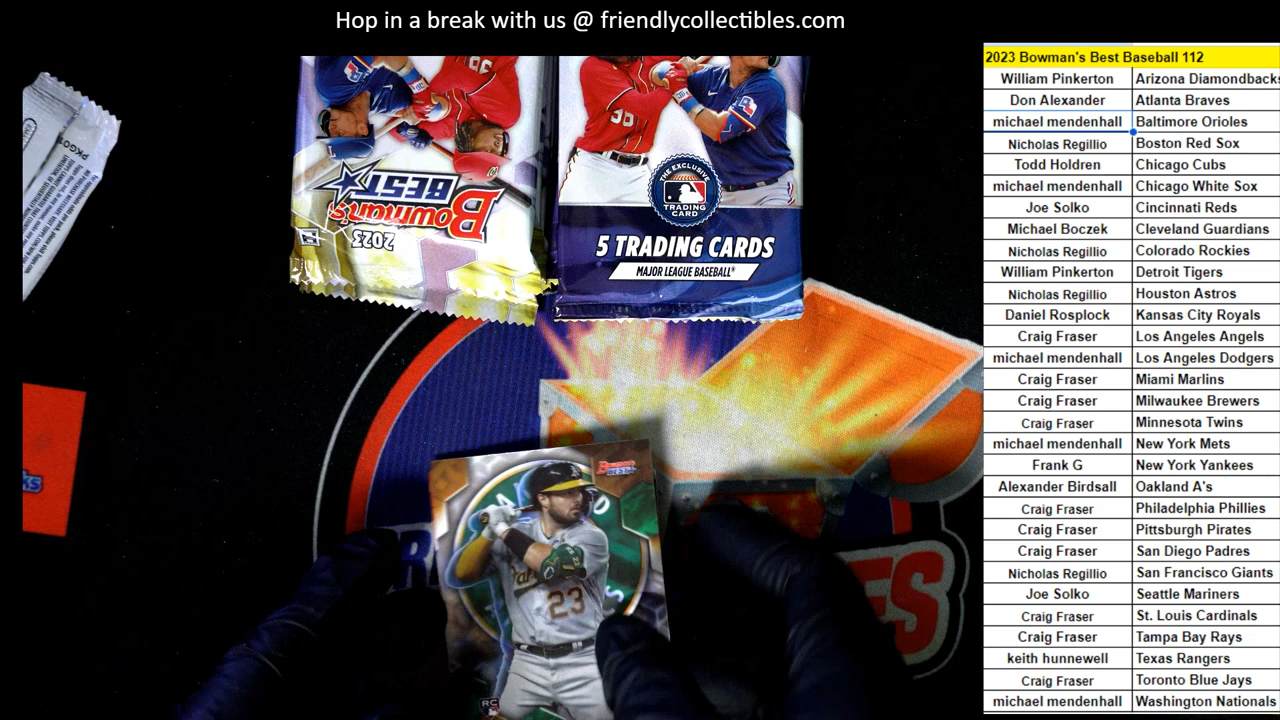 Hop in a break with us @ friendlycollectibles.com
2023 Bowman's Best Baseball 112
William Pinkerton Arizona Diamondbacks
Don Alexander Atlanta Braves
michael mendenhall Baltimore Orioles
Nicholas Regillio Boston Red Sox
Todd Holdren Chicago Cubs
michael mendenhall Chicago White Sox
Joe Solko Cincinnati Reds
Michael Boczek Cleveland Guardians
Nicholas Regillio Colorado Rockies
William Pinkerton Detroit Tigers
Nicholas Regillio Houston Astros
Daniel Rosplock Kansas City Royals
Craig Fraser Los Angeles Angels
michael mendenhall Los Angeles Dodgers
Craig Fraser Miami Marlins
Craig Fraser Milwaukee Brewers
Craig Fraser Minnesota Twins
michael mendenhall New York Mets
Frank G New York Yankees
Alexander Birdsall Oakland A's
Craig Fraser Philadelphia Phillies
Craig Fraser Pittsburgh Pirates
Craig Fraser San Diego Padres
Nicholas Regillio San Francisco Giants
Joe Solko Seattle Mariners
Craig Fraser St. Louis Cardinals
Craig Fraser Tampa Bay Rays
keith hunnewell Texas Rangers
Craig Fraser Toronto Blue Jays
michael mendenhall Washington Nationals
2023
Bowman's
BEST
THE EXCLUSIVE
TRADING
CARD
5 TRADING CARDS
MAJOR LEAGUE BASEBALL®
Bowman's
BEST
23
RC